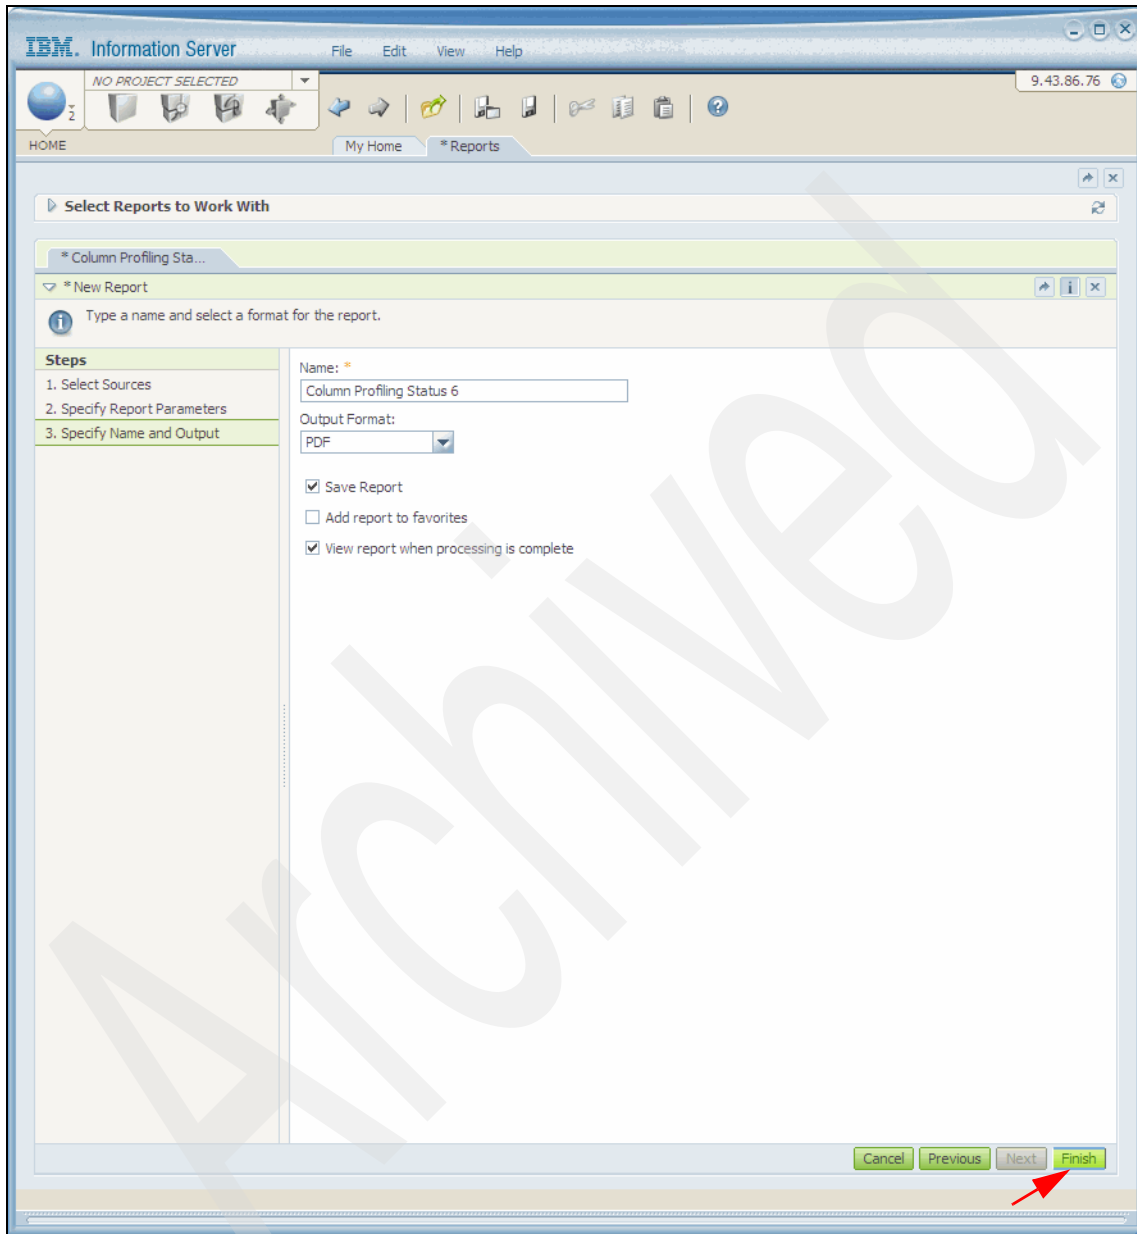 IBM. Information Server File Edit View Help
NO PROJECT SELECTED 9.43.86.76
2
HOME My Home * Reports
Select Reports to Work With
* Column Profiling Sta...
* New Report
Type a name and select a format for the report.
Steps
1. Select Sources
2. Specify Report Parameters
3. Specify Name and Output
Name: *
Column Profiling Status 6
Output Format:
PDF
Save Report
Add report to favorites
View report when processing is complete
Cancel Previous Next Finish
Archived